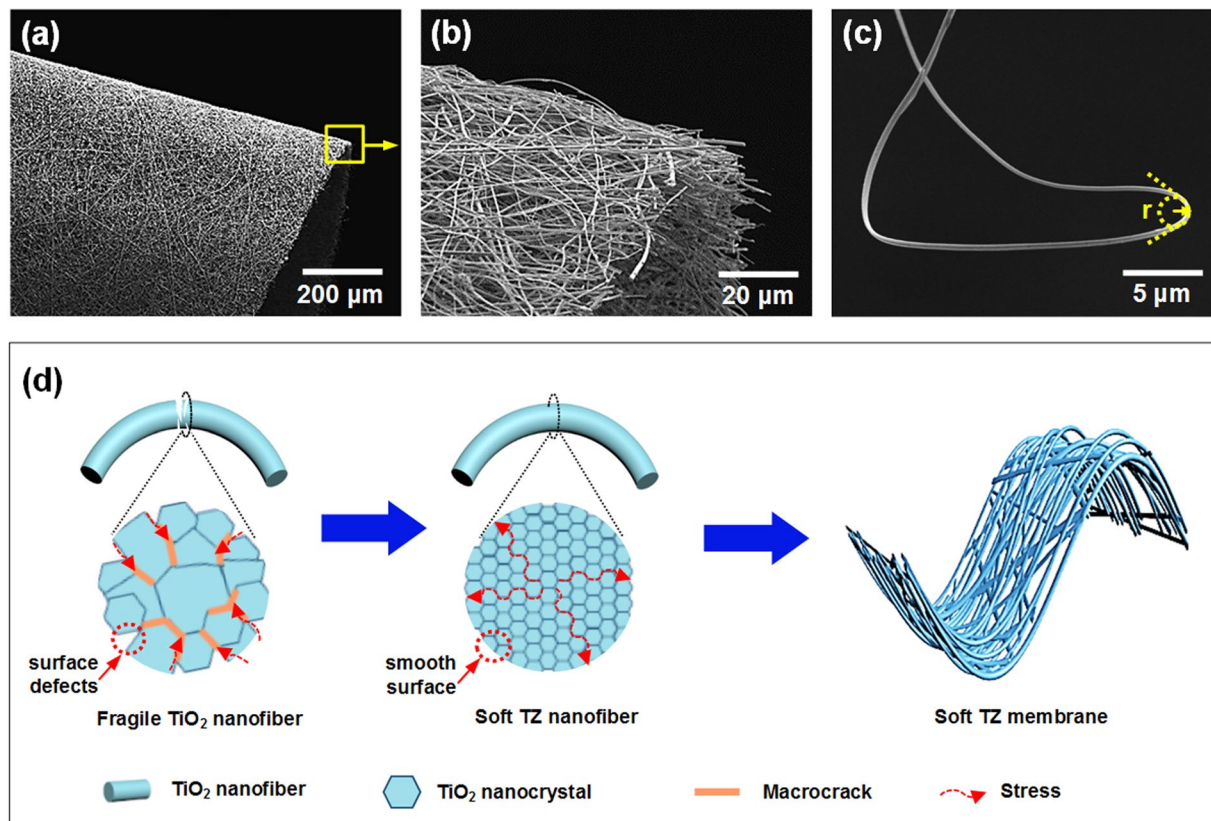 (a)
200 µm
(b)
20 µm
(c)
r
5 µm
(d)
surface
defects
Fragile TiO₂ nanofiber
smooth
surface
Soft TZ nanofiber
Soft TZ membrane
TiO₂ nanofiber
TiO₂ nanocrystal
Macrocrack
Stress